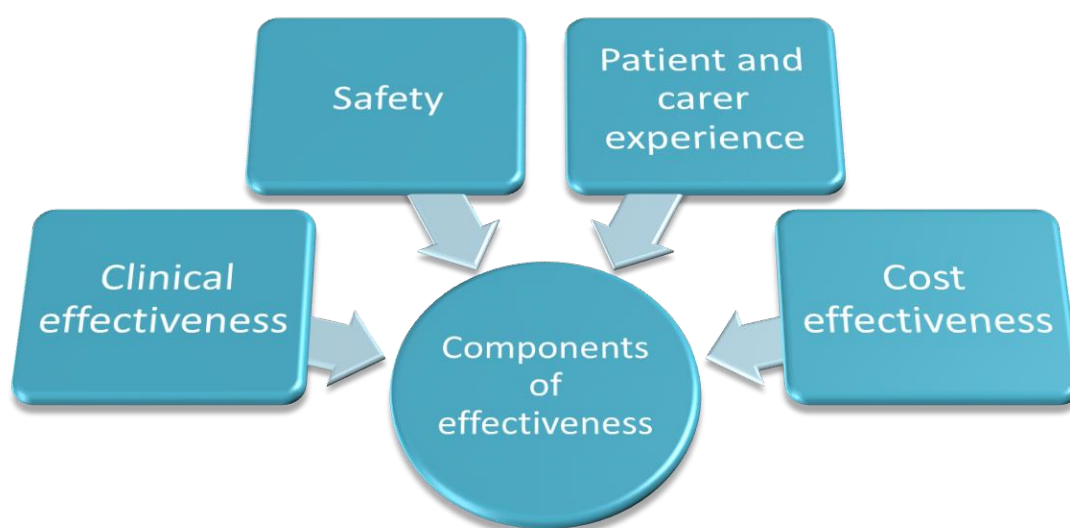 Safety
Patient and
carer
experience
Clinical
effectiveness
Cost
effectiveness
Components
of
effectiveness